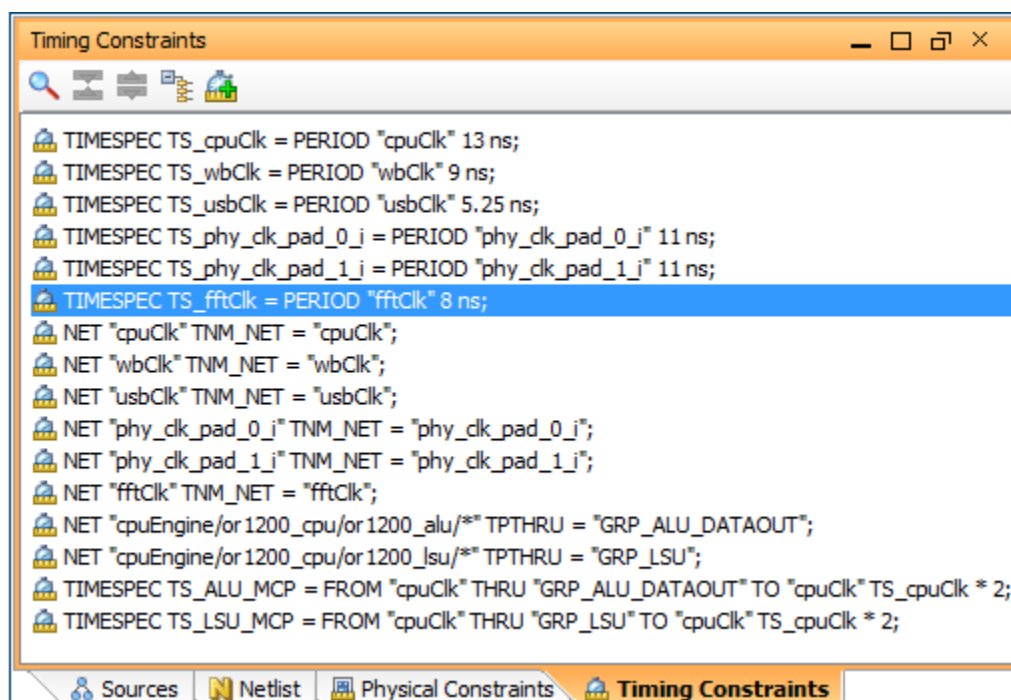 Timing Constraints
TIMESPEC TS_cpuClk = PERIOD "cpuClk" 13 ns;
TIMESPEC TS_wbClk = PERIOD "wbClk" 9 ns;
TIMESPEC TS_usbClk = PERIOD "usbClk" 5.25 ns;
TIMESPEC TS_phy_clk_pad_0_i = PERIOD "phy_clk_pad_0_i" 11 ns;
TIMESPEC TS_phy_clk_pad_1_i = PERIOD "phy_clk_pad_1_i" 11 ns;
TIMESPEC TS_fftClk = PERIOD "fftClk" 8 ns;
NET "cpuClk" TNM_NET = "cpuClk";
NET "wbClk" TNM_NET = "wbClk";
NET "usbClk" TNM_NET = "usbClk";
NET "phy_clk_pad_0_i" TNM_NET = "phy_clk_pad_0_i";
NET "phy_clk_pad_1_i" TNM_NET = "phy_clk_pad_1_i";
NET "fftClk" TNM_NET = "fftClk";
NET "cpuEngine/or1200_cpu/or1200_alu/*" TPTHRU = "GRP_ALU_DATAOUT";
NET "cpuEngine/or1200_cpu/or1200_lsu/*" TPTHRU = "GRP_LSU";
TIMESPEC TS_ALU_MCP = FROM "cpuClk" THRU "GRP_ALU_DATAOUT" TO "cpuClk" TS_cpuClk * 2;
TIMESPEC TS_LSU_MCP = FROM "cpuClk" THRU "GRP_LSU" TO "cpuClk" TS_cpuClk * 2;
Sources Netlist Physical Constraints Timing Constraints